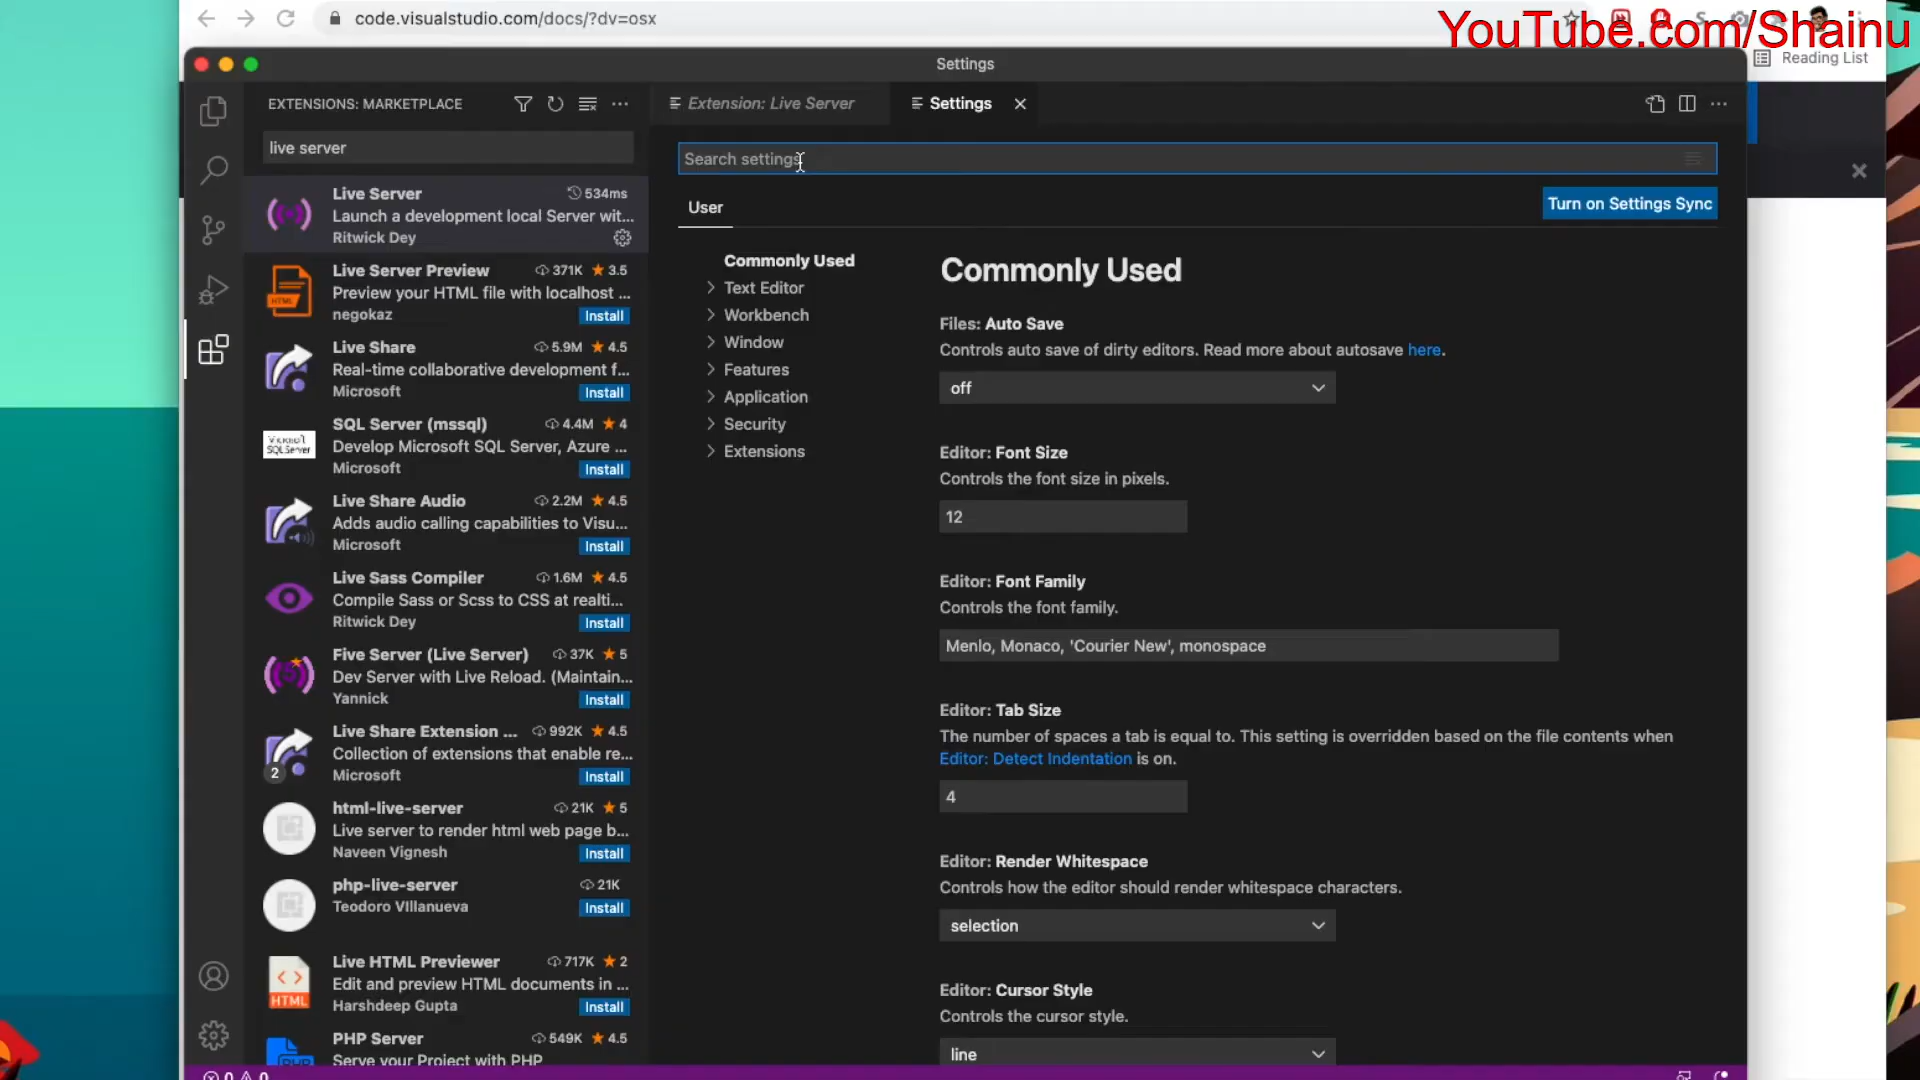 code.visualstudio.com/docs/?dv=osx
YouTube.com/Shainu
Reading List
Settings
EXTENSIONS: MARKETPLACE
Extension: Live Server
Settings
live server
Search settings
User
Turn on Settings Sync
Live Server 534ms
Launch a development local Server wit...
Ritwick Dey
Live Server Preview 371K 3.5
Preview your HTML file with localhost ...
negokaz Install
Live Share 5.9M 4.5
Real-time collaborative development f...
Microsoft Install
SQL Server (mssql) 4.4M 4
Develop Microsoft SQL Server, Azure ...
Microsoft Install
Live Share Audio 2.2M 4.5
Adds audio calling capabilities to Visu...
Microsoft Install
Live Sass Compiler 1.6M 4.5
Compile Sass or Scss to CSS at realti...
Ritwick Dey Install
Five Server (Live Server) 37K 5
Dev Server with Live Reload. (Maintain...
Yannick Install
Live Share Extension ... 992K 4.5
Collection of extensions that enable re...
2
Microsoft Install
html-live-server 21K 5
Live server to render html web page b...
Naveen Vignesh Install
php-live-server 21K
Teodoro VIllanueva Install
Live HTML Previewer 717K 2
Edit and preview HTML documents in ...
Harshdeep Gupta Install
PHP Server 549K 4.5
Serve your Project with PHP
Commonly Used
Text Editor
Workbench
Window
Features
Application
Security
Extensions
Commonly Used
Files: Auto Save
Controls auto save of dirty editors. Read more about autosave here.
off
Editor: Font Size
Controls the font size in pixels.
12
Editor: Font Family
Controls the font family.
Menlo, Monaco, 'Courier New', monospace
Editor: Tab Size
The number of spaces a tab is equal to. This setting is overridden based on the file contents when
Editor: Detect Indentation is on.
4
Editor: Render Whitespace
Controls how the editor should render whitespace characters.
selection
Editor: Cursor Style
Controls the cursor style.
line
0 0